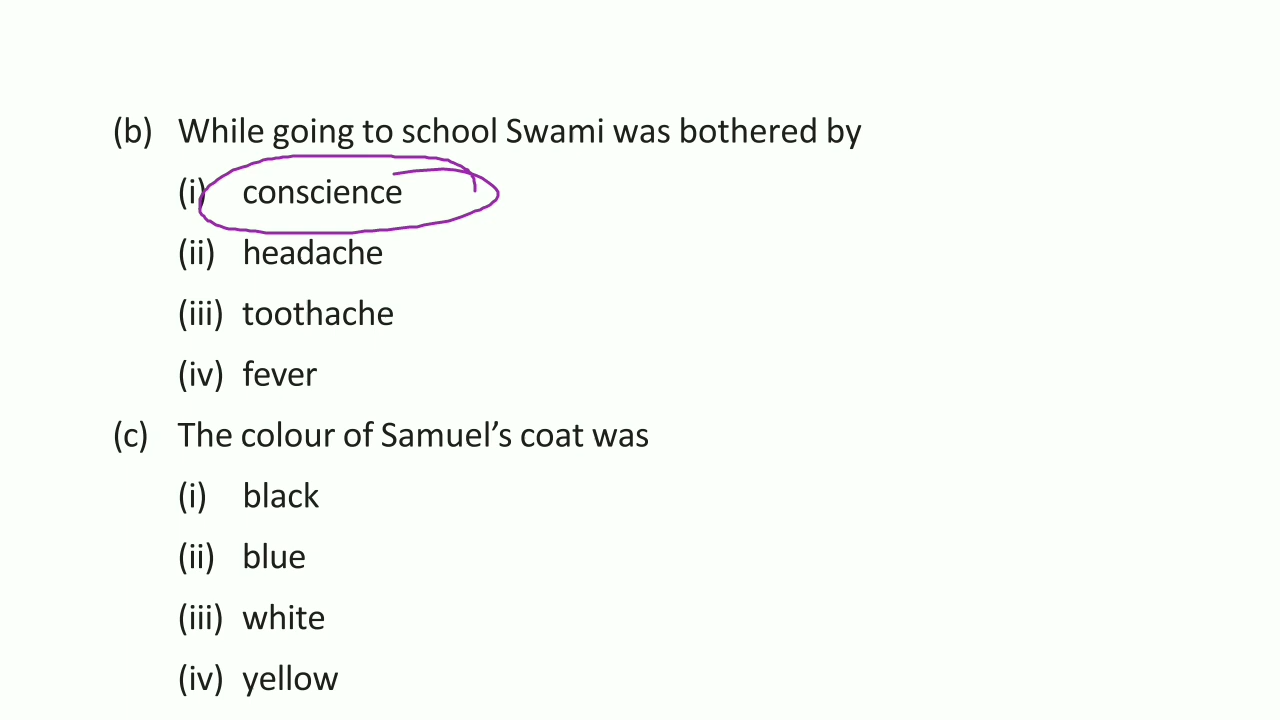 (b) While going to school Swami was bothered by
(i) conscience
(ii) headache
(iii) toothache
(iv) fever
(c) The colour of Samuel’s coat was
(i) black
(ii) blue
(iii) white
(iv) yellow